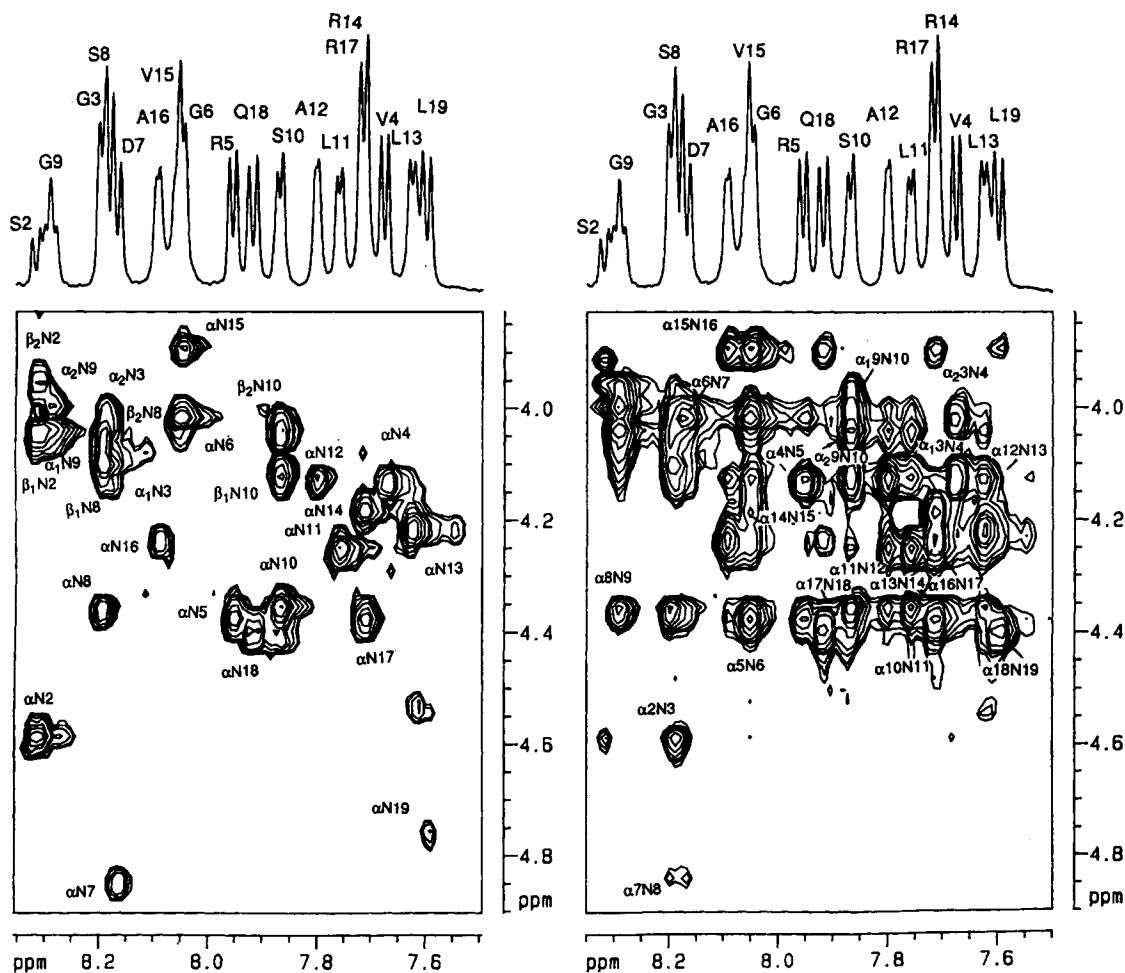 R14
S8 V15 R17
G3 A16 G6 Q18 A12 L19
D7 R5 S10 L11 V4 L13
G9
S2
αN15
β2N2
α2N9 α2N3 β2N10
β2N8 αN6 αN12 αN4
α1N9
β1N2 α1N3 β1N10 αN14
β1N8 αN11
αN16 αN13
αN8 αN10
αN5
αN18 αN17
αN2
αN19
αN7
4.0
4.2
4.4
4.6
4.8
ppm
ppm 8.2 8.0 7.8 7.6
R14
S8 V15 R17
G3 A16 G6 Q18 A12 L19
D7 R5 S10 L11 V4 L13
G9
S2
α15N16 α19N10
α6N7 α23N4
α29N10 α13N4 α12N13
α4N5
α14N15
α11N12
α8N9 α17N18 α13N14 α16N17
α5N6 α10N11 α18N19
α2N3
α7N8
4.0
4.2
4.4
4.6
4.8
ppm
ppm 8.2 8.0 7.8 7.6